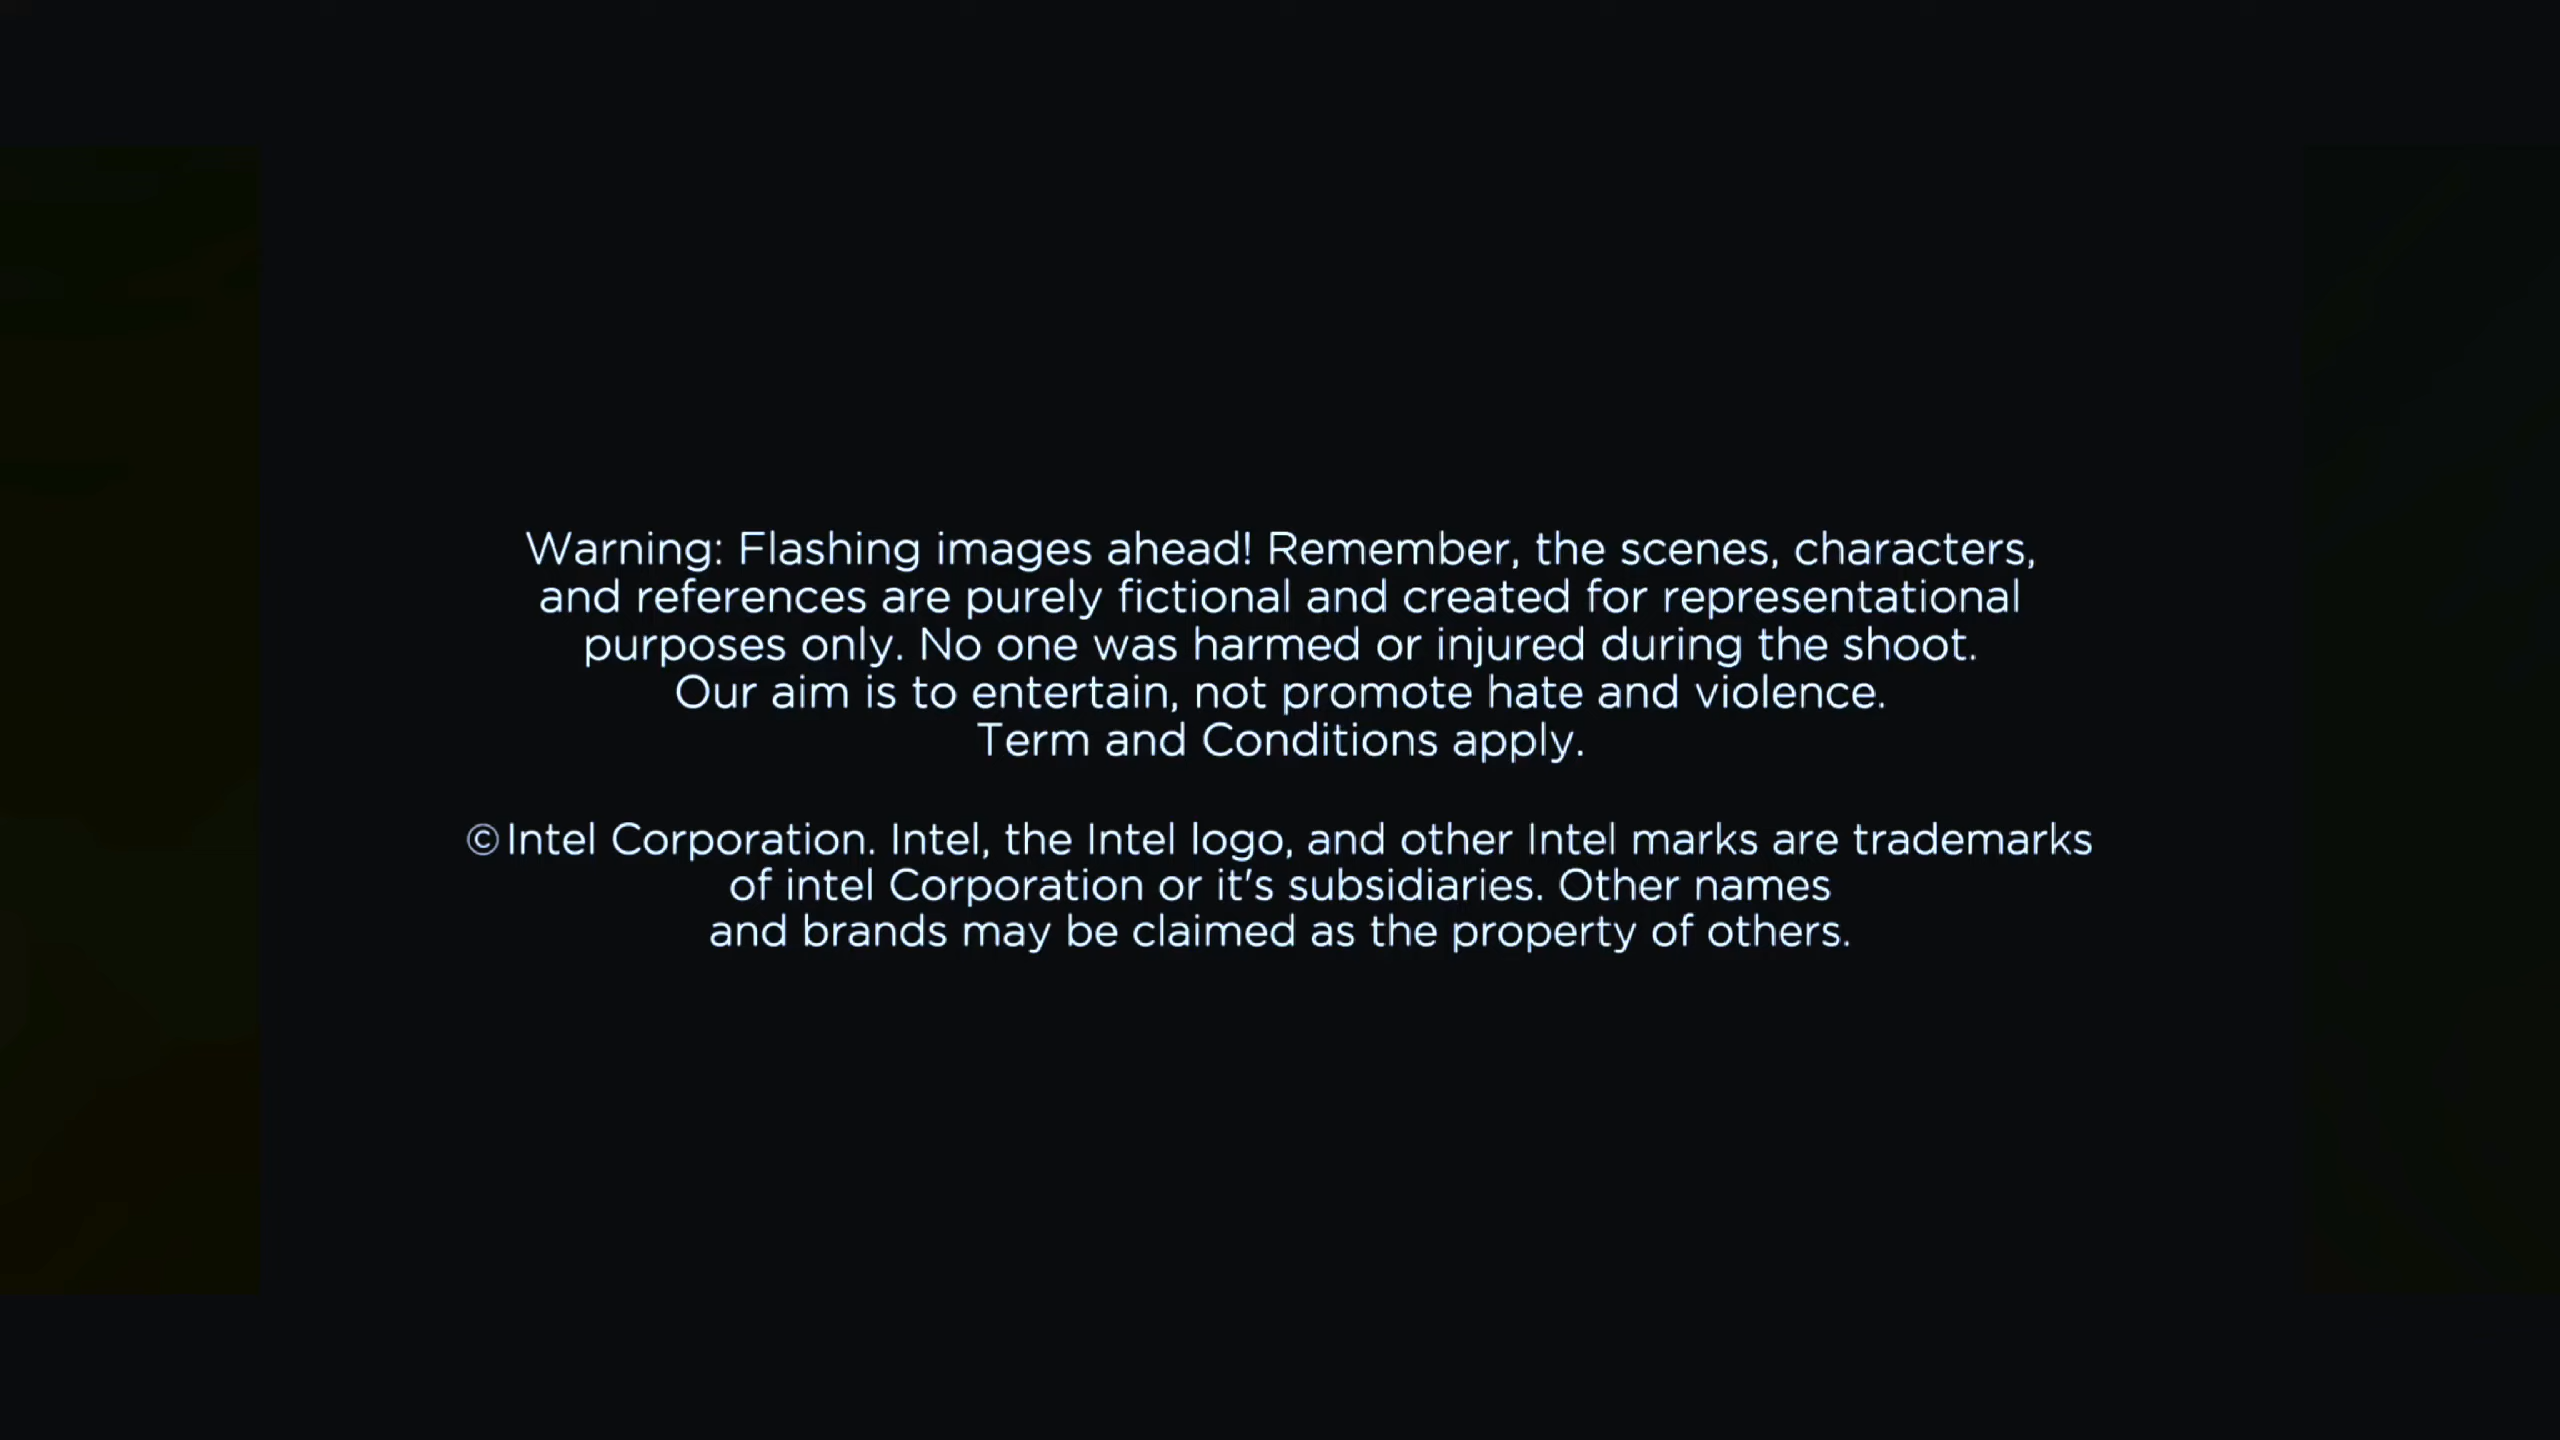 Warning: Flashing images ahead! Remember, the scenes, characters,
and references are purely fictional and created for representational
purposes only. No one was harmed or injured during the shoot.
Our aim is to entertain, not promote hate and violence.
Term and Conditions apply.
©Intel Corporation. Intel, the Intel logo, and other Intel marks are trademarks
of intel Corporation or it's subsidiaries. Other names
and brands may be claimed as the property of others.